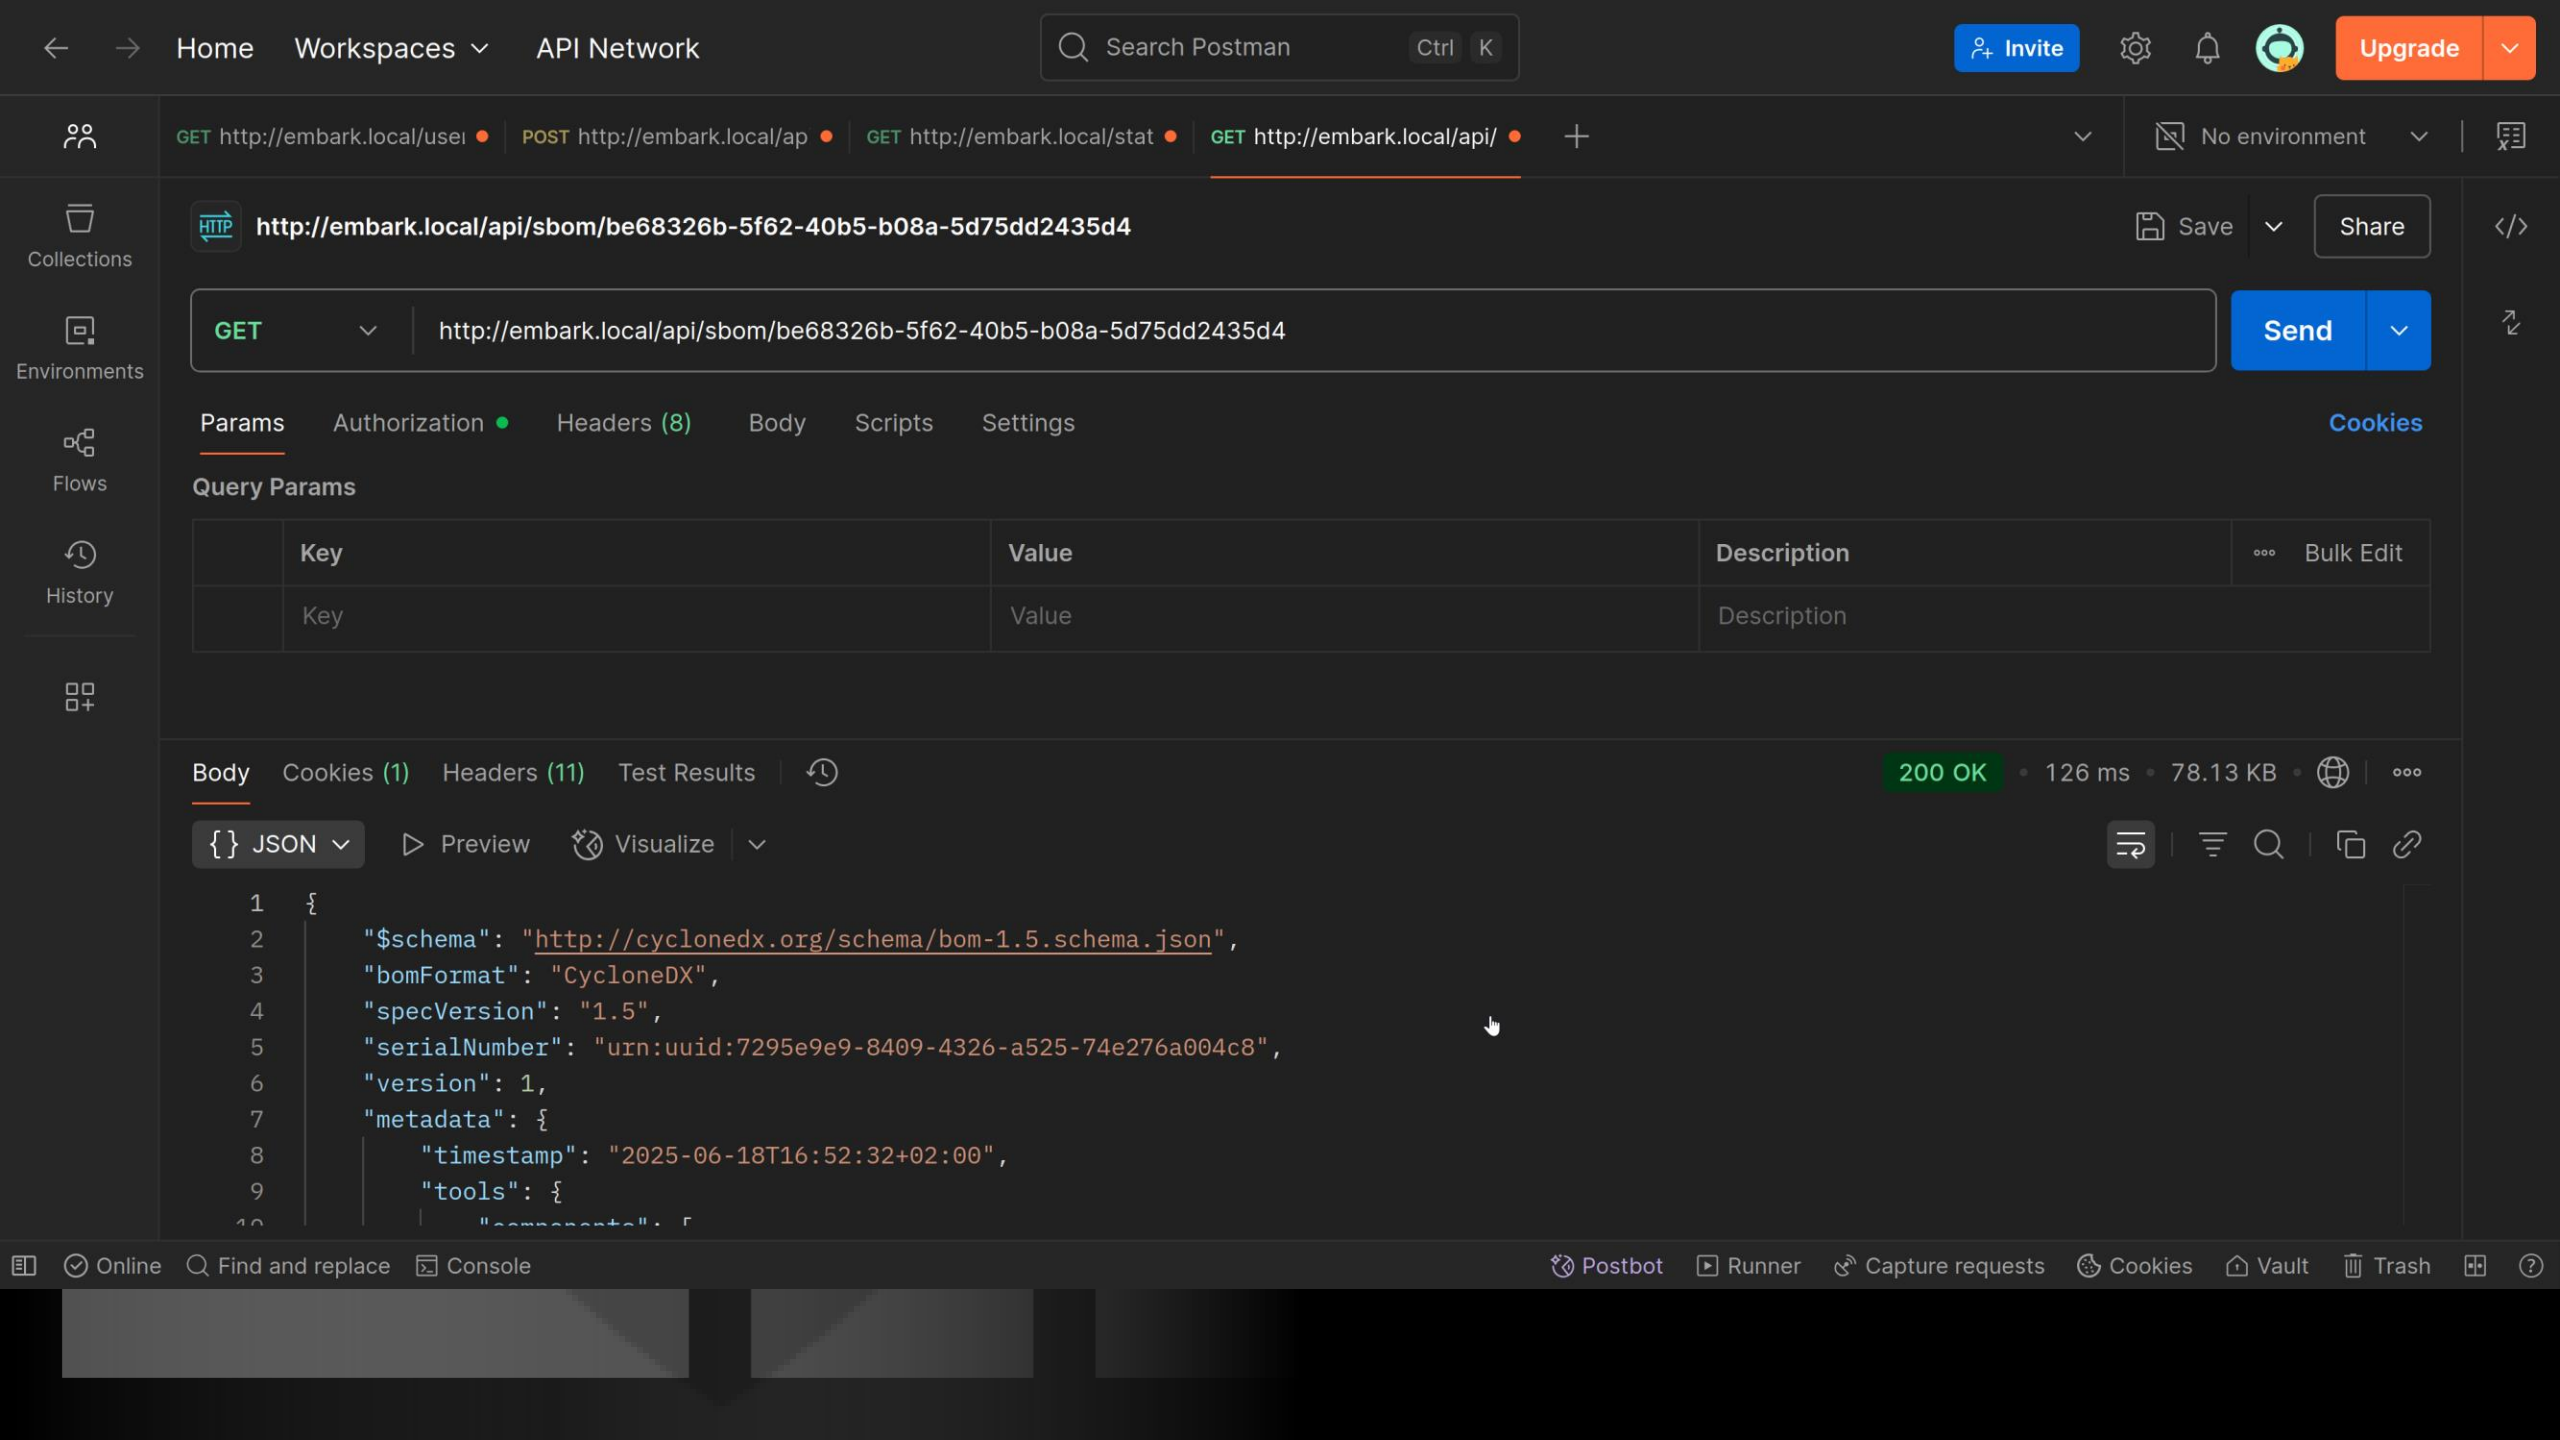 Home Workspaces API Network Search Postman Ctrl K Invite Upgrade
GET http://embark.local/user POST http://embark.local/ap GET http://embark.local/stat GET http://embark.local/api/ No environment
HTTP http://embark.local/api/sbom/be68326b-5f62-40b5-b08a-5d75dd2435d4 Save Share
Collections
GET http://embark.local/api/sbom/be68326b-5f62-40b5-b08a-5d75dd2435d4 Send
Environments
Params Authorization Headers (8) Body Scripts Settings Cookies
Flows
Query Params
Key Value Description Bulk Edit
History
Key Value Description
Body Cookies (1) Headers (11) Test Results 200 OK 126 ms 78.13 KB
{} JSON Preview Visualize
1 {
2 "$schema": "http://cyclonedx.org/schema/bom-1.5.schema.json",
3 "bomFormat": "CycloneDX",
4 "specVersion": "1.5",
5 "serialNumber": "urn:uuid:7295e9e9-8409-4326-a525-74e276a004c8",
6 "version": 1,
7 "metadata": {
8 "timestamp": "2025-06-18T16:52:32+02:00",
9 "tools": {
10 "components": [
Online Find and replace Console Postbot Runner Capture requests Cookies Vault Trash